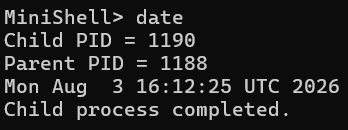 MiniShell> date
Child PID = 1190
Parent PID = 1188
Mon Aug  3 16:12:25 UTC 2026
Child process completed.